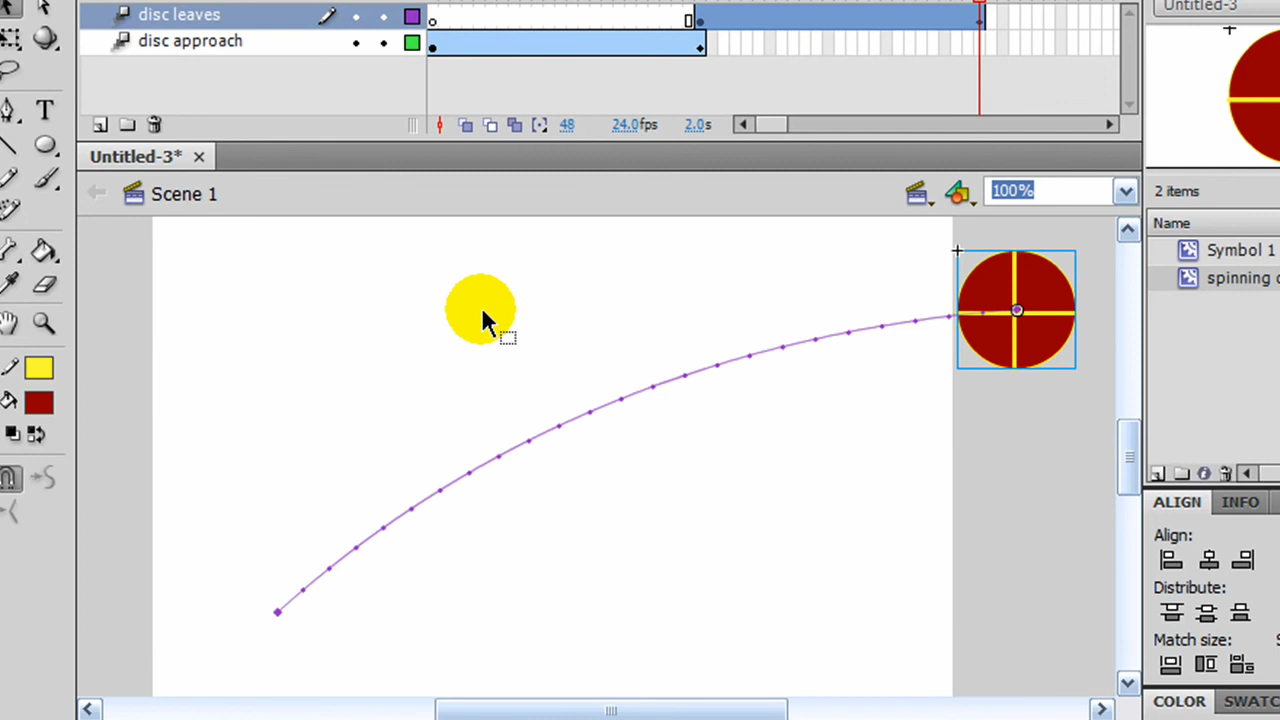 disc leaves
disc approach
48 24.0fps 2.0s
Untitled-3*
Scene 1
100%
Untitled-3
2 items
Name
Symbol 1
spinning
ALIGN INFO
Align:
Distribute:
Match size:
COLOR SWATC
T